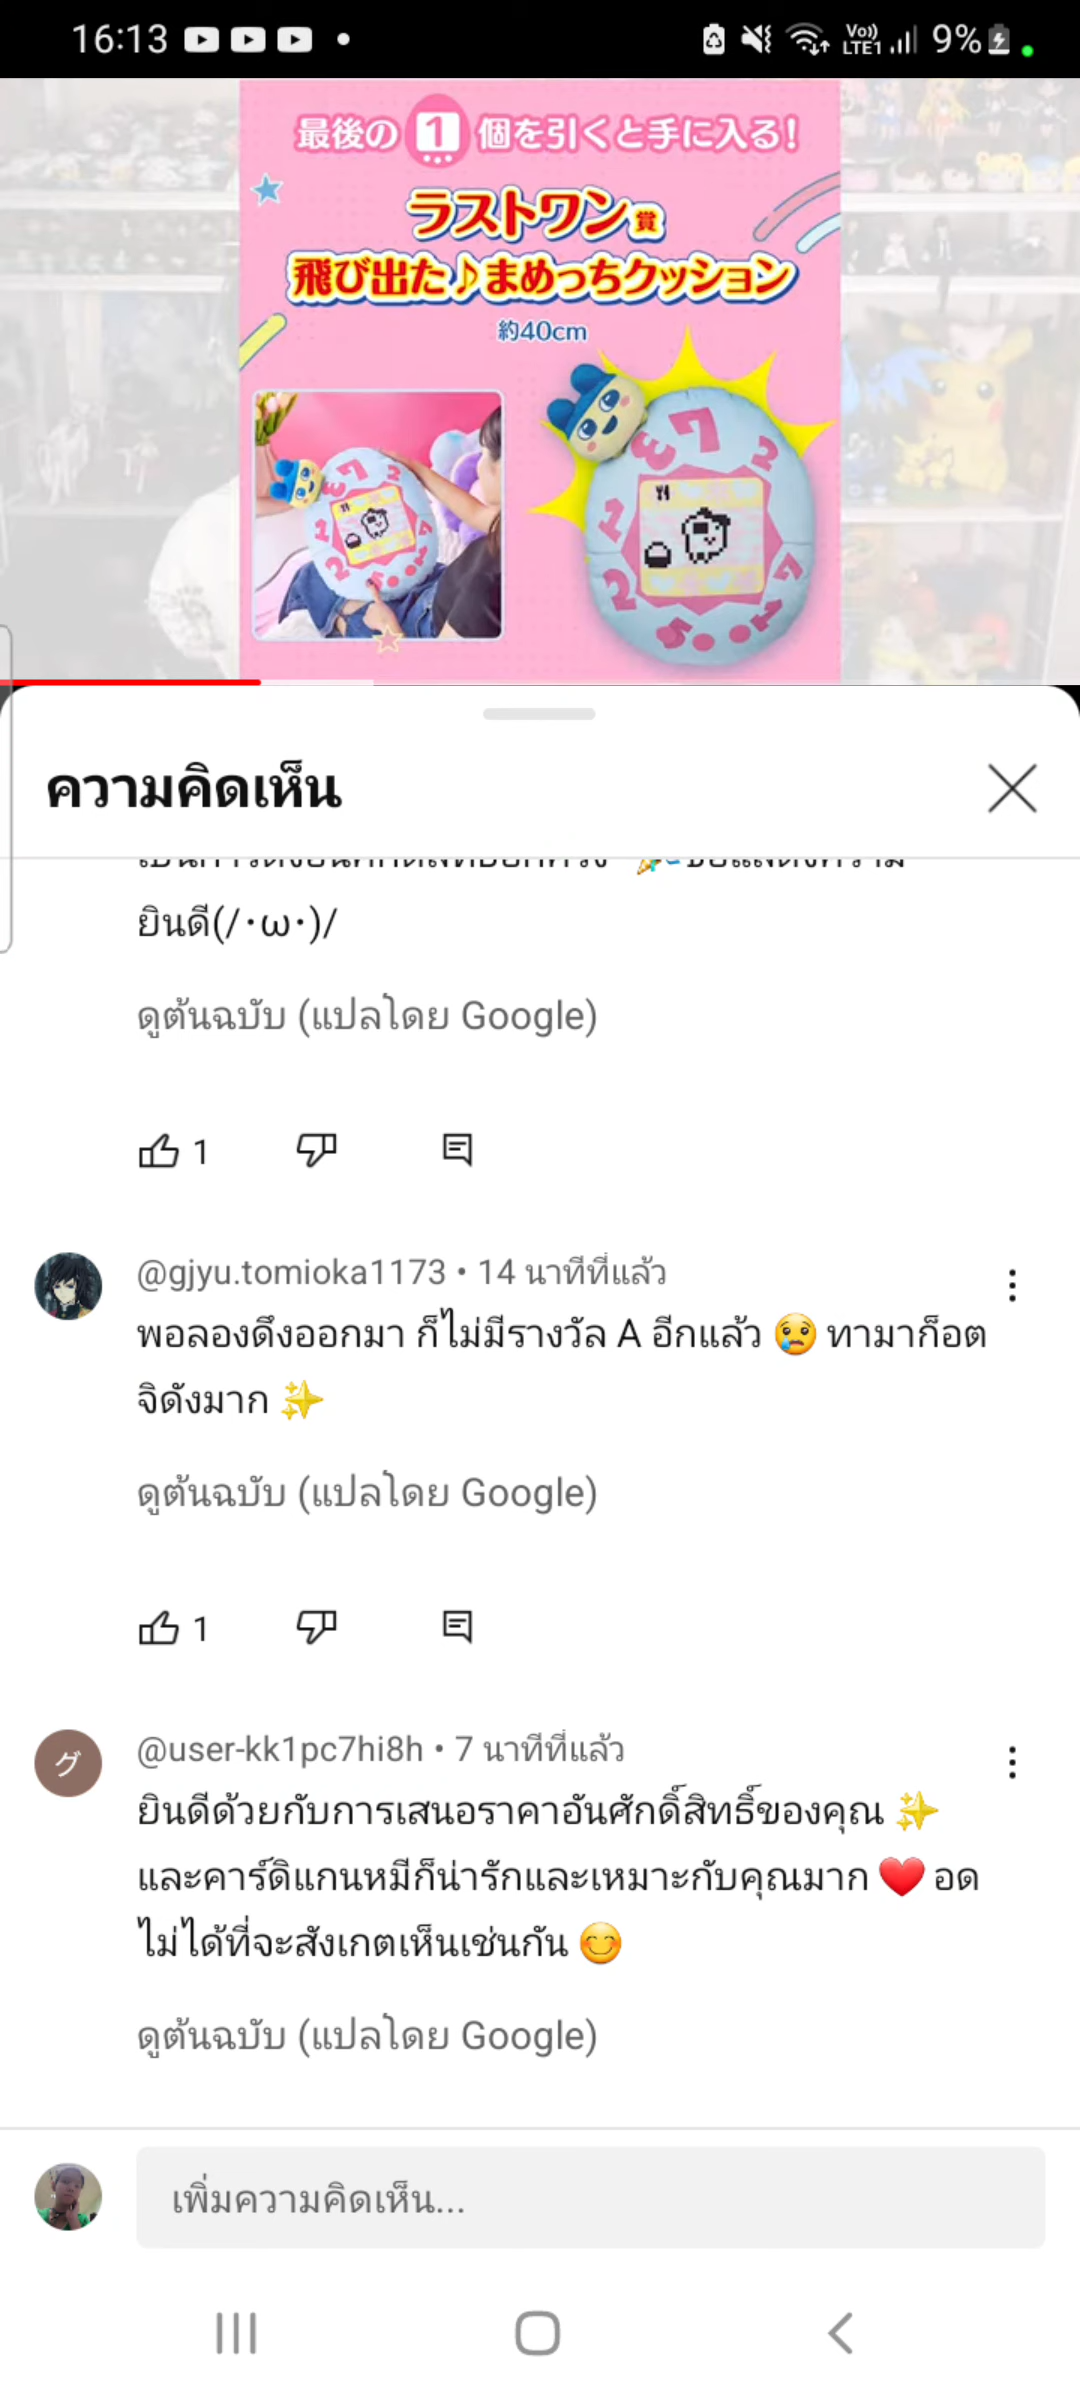 16:13
Vo))
LTE1
9%
最後の1個を引くと手に入る!
ラストワン賞
飛び出た♪まめっちクッション
約40cm
ความคิดเห็น
ยินดี(/・ω・)/
ดูต้นฉบับ (แปลโดย Google)
1
@gjyu.tomioka1173 • 14 นาทีที่แล้ว
พอลองดึงออกมา ก็ไม่มีรางวัล A อีกแล้ว 😢 ทามาก็อต
จิดังมาก ✨
ดูต้นฉบับ (แปลโดย Google)
1
グ
@user-kk1pc7hi8h • 7 นาทีที่แล้ว
ยินดีด้วยกับการเสนอราคาอันศักดิ์สิทธิ์ของคุณ ✨
และคาร์ดิแกนหมีก็น่ารักและเหมาะกับคุณมาก ❤️ อด
ไม่ได้ที่จะสังเกตเห็นเช่นกัน 😊
ดูต้นฉบับ (แปลโดย Google)
เพิ่มความคิดเห็น...